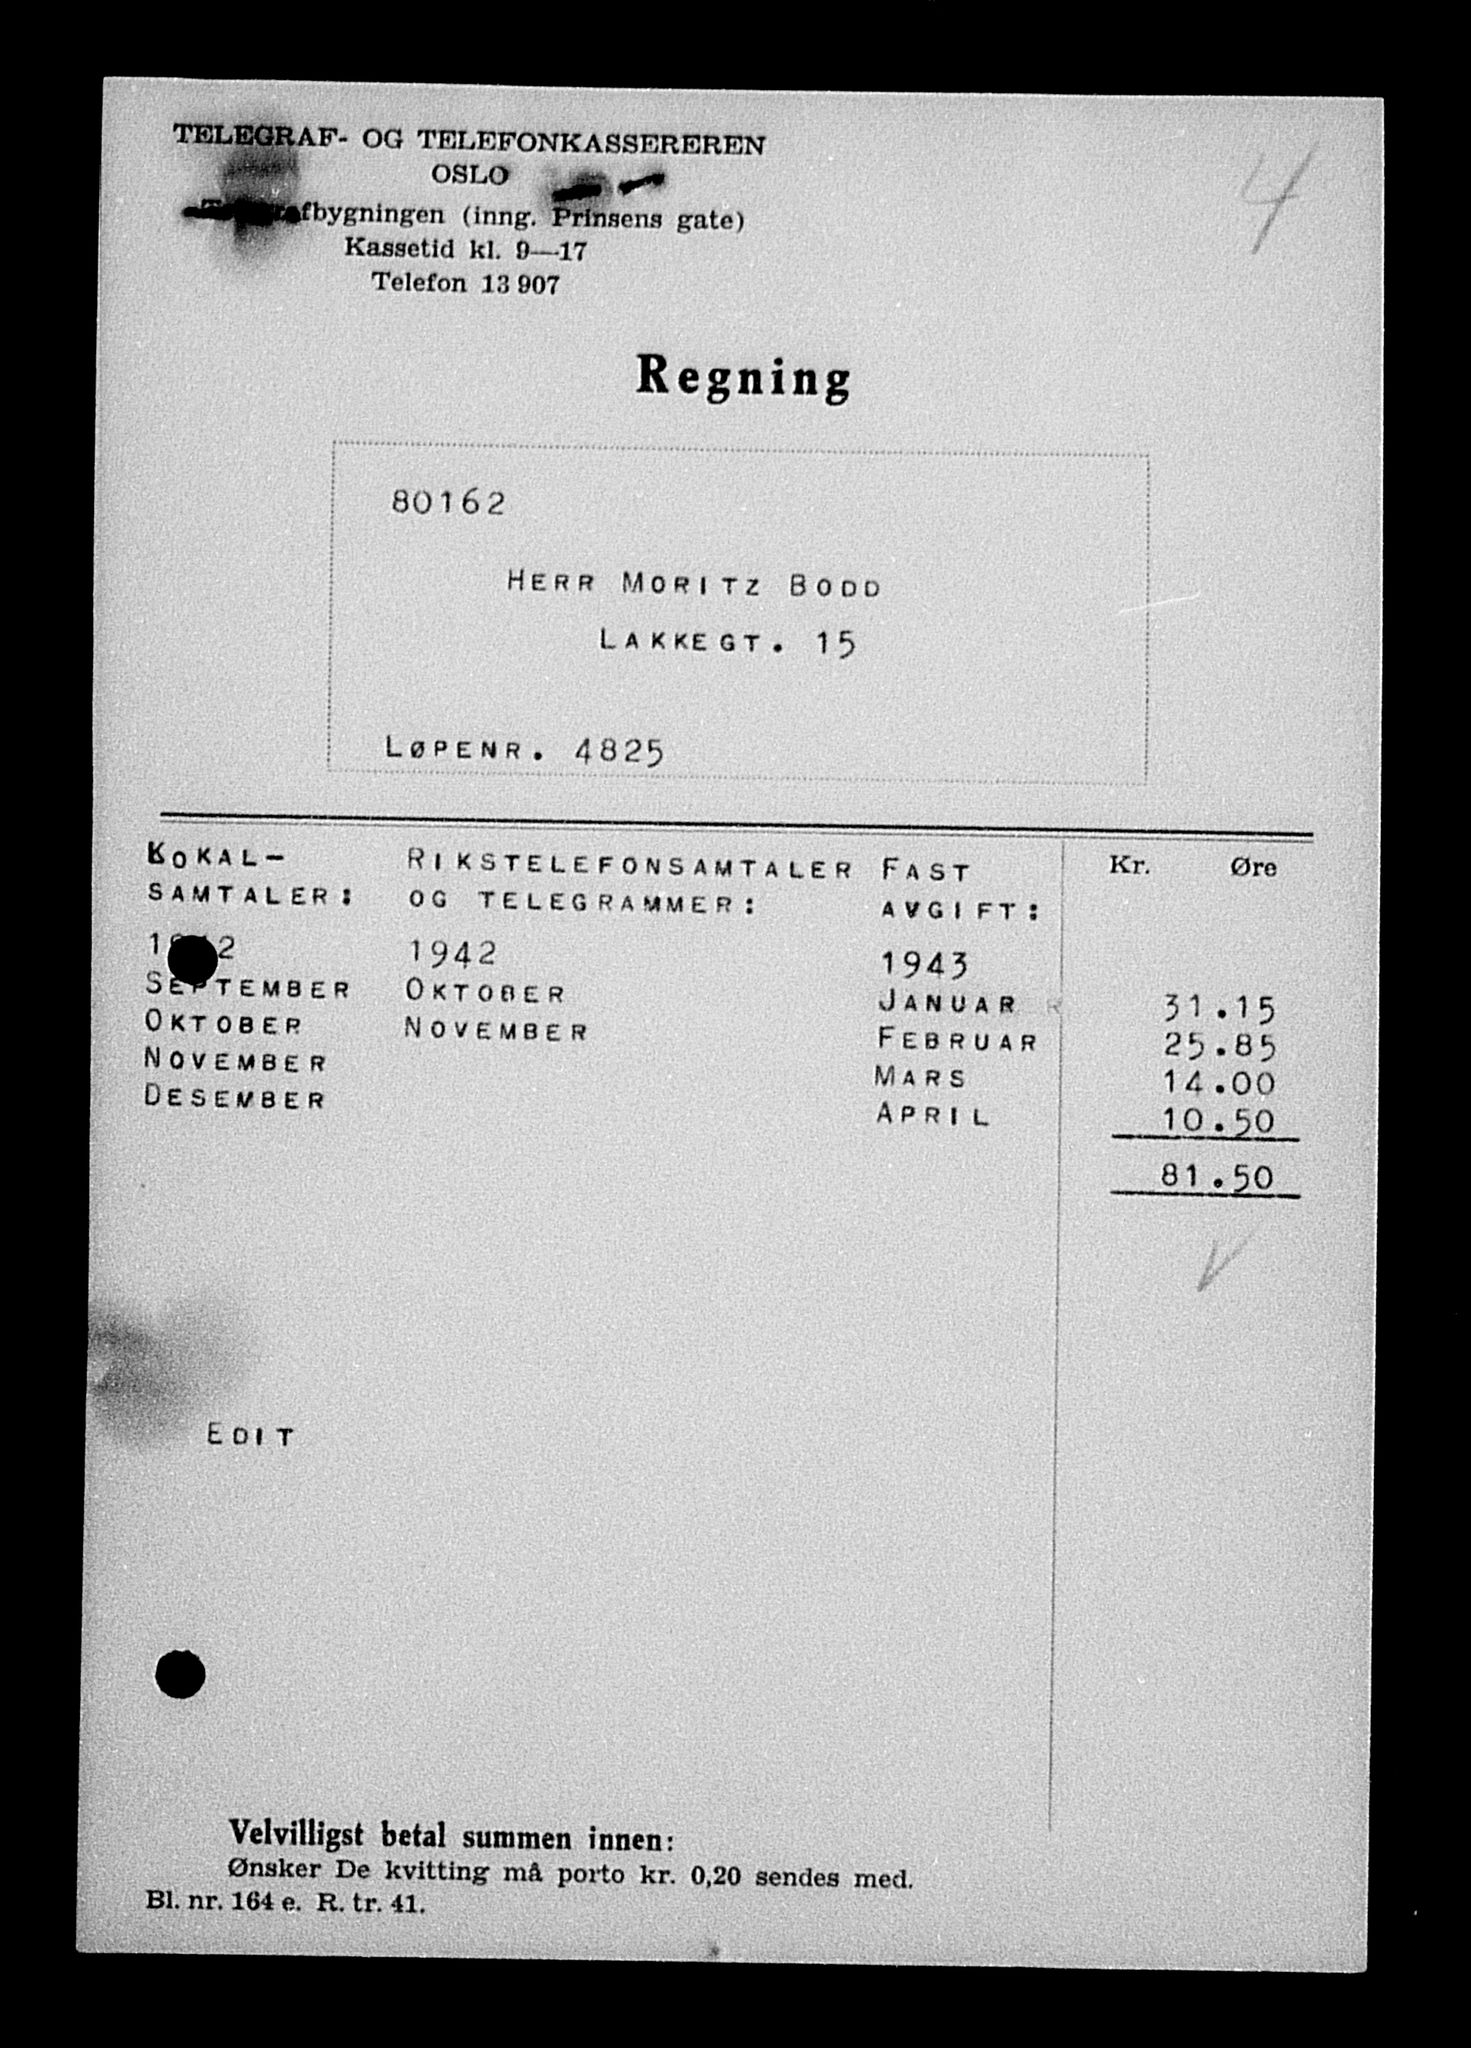 TELEGRAF- OG TELEFONKASSEREREN
OSLO
4
Telegrafbygningen (inng. Prinsens gate)
Kassetid kl. 9—17
Telefon 13 907
Regning
80162
HERR MORITZ BODD
LAKKEGT. 15
LØPENR. 4825
KOKAL- RIKSTELEFONSAMTALER FAST Kr. Øre
SAMTALER: OG TELEGRAMMER: AVGIFT:
1942 1942 1943
SEPTEMBER OKTOBER JANUAR 31.15
OKTOBER NOVEMBER FEBRUAR 25.85
NOVEMBER MARS 14.00
DESEMBER APRIL 10.50
81.50
EDIT
Velvilligst betal summen innen:
Ønsker De kvitting må porto kr. 0,20 sendes med.
Bl. nr. 164 e. R. tr. 41.